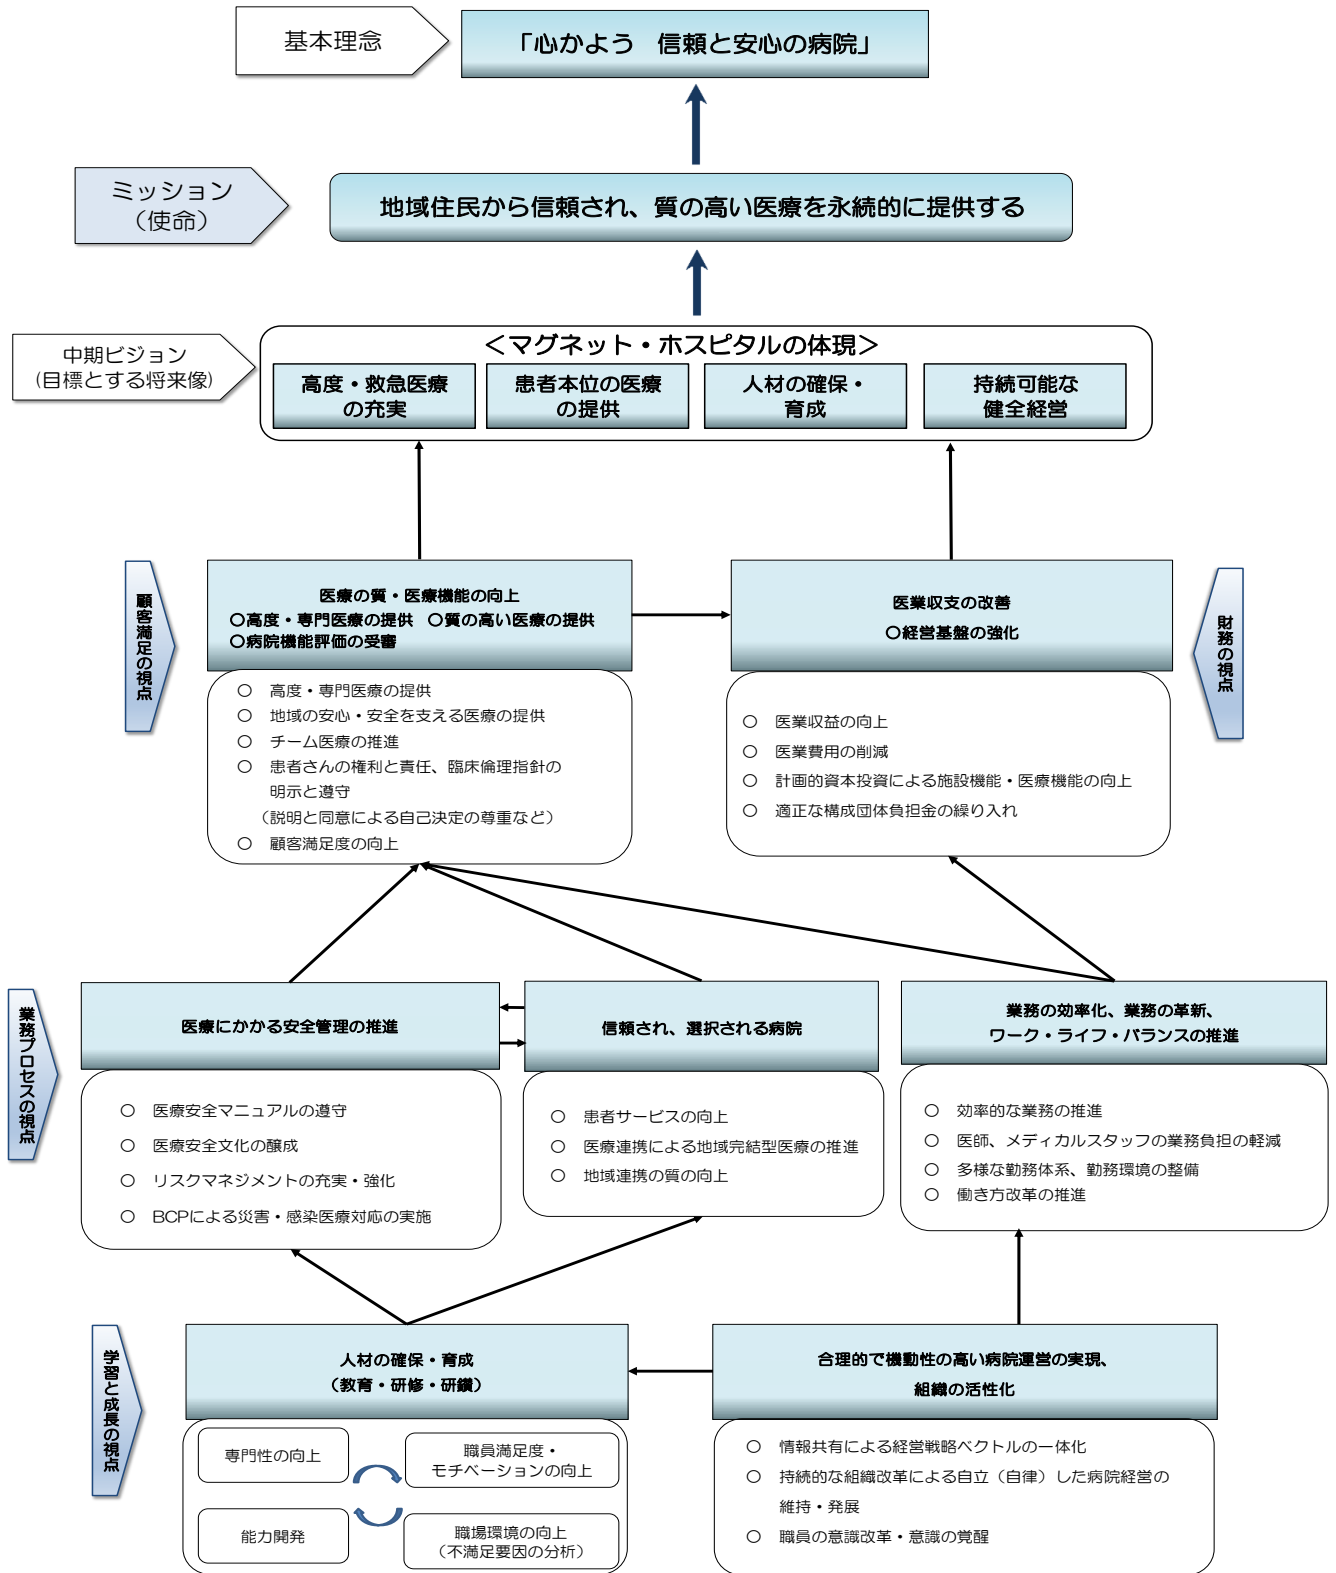 基本理念
「心かよう　信頼と安心の病院」
ミッション
（使命）
地域住民から信頼され、質の高い医療を永続的に提供する
中期ビジョン
(目標とする将来像)
＜マグネット・ホスピタルの体現＞
高度・救急医療
の充実
患者本位の医療
の提供
人材の確保・
育成
持続可能な
健全経営
顧客満足の視点
医療の質・医療機能の向上
〇高度・専門医療の提供　〇質の高い医療の提供
〇病院機能評価の受審
○　高度・専門医療の提供
○　地域の安心・安全を支える医療の提供
○　チーム医療の推進
○　患者さんの権利と責任、臨床倫理指針の
明示と遵守
（説明と同意による自己決定の尊重など）
○　顧客満足度の向上
医業収支の改善
〇経営基盤の強化
○　医業収益の向上
○　医業費用の削減
○　計画的資本投資による施設機能・医療機能の向上
○　適正な構成団体負担金の繰り入れ
財務の視点
業務プロセスの視点
医療にかかる安全管理の推進
○　医療安全マニュアルの遵守
○　医療安全文化の醸成
○　リスクマネジメントの充実・強化
○　BCPによる災害・感染医療対応の実施
信頼され、選択される病院
○　患者サービスの向上
○　医療連携による地域完結型医療の推進
○　地域連携の質の向上
業務の効率化、業務の革新、
ワーク・ライフ・バランスの推進
○　効率的な業務の推進
○　医師、メディカルスタッフの業務負担の軽減
○　多様な勤務体系、勤務環境の整備
○　働き方改革の推進
学習と成長の視点
人材の確保・育成
（教育・研修・研鑽）
専門性の向上
職員満足度・
モチベーションの向上
能力開発
職場環境の向上
（不満足要因の分析）
合理的で機動性の高い病院運営の実現、
組織の活性化
○　情報共有による経営戦略ベクトルの一体化
○　持続的な組織改革による自立（自律）した病院経営の
維持・発展
○　職員の意識改革・意識の覚醒